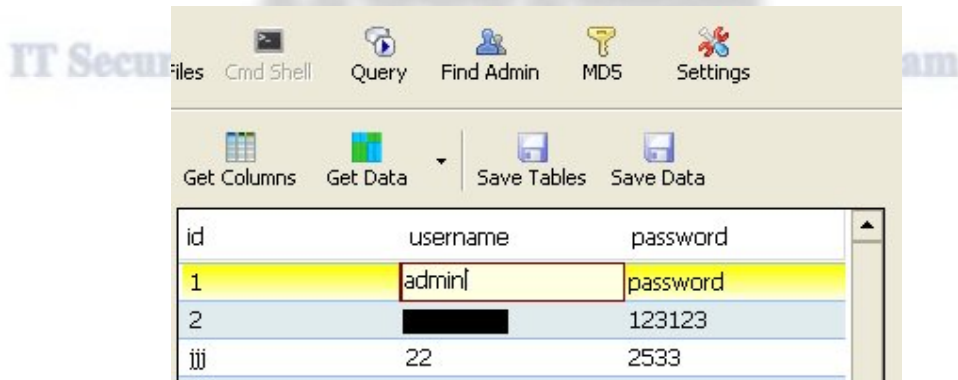 IT Secur
am
Files Cmd Shell Query Find Admin MD5 Settings
Get Columns Get Data Save Tables Save Data
id username password
1 admin password
2 123123
jjj 22 2533